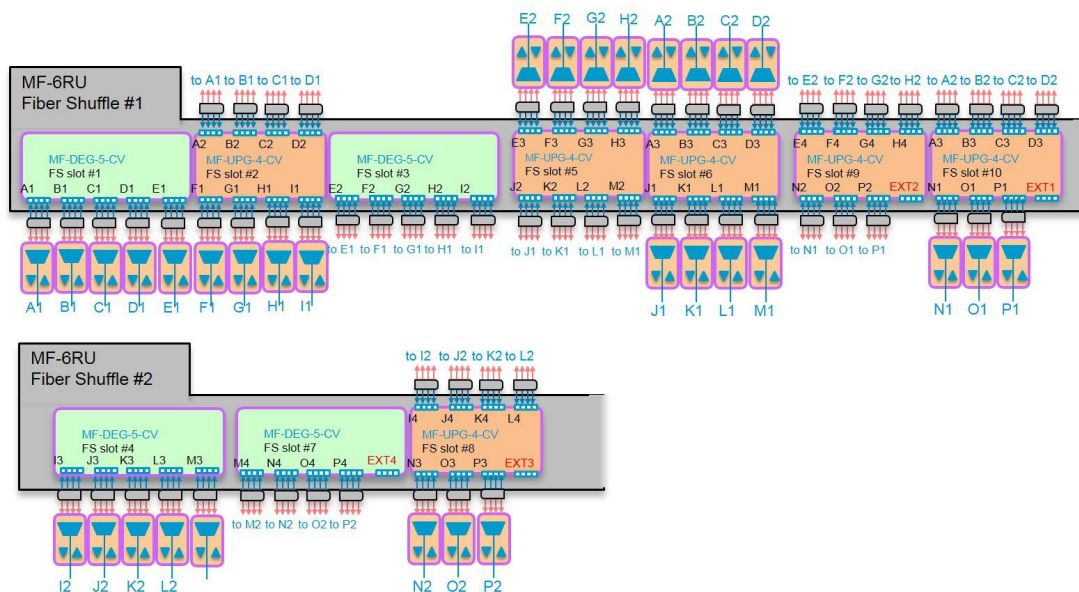 E2 F2 G2 H2 A2 B2 C2 D2
MF-6RU
Fiber Shuffle #1
to A1 to B1 to C1 to D1
to E2 to F2 to G2 to H2 to A2 to B2 to C2 to D2
A2 B2 C2 D2
E3 F3 G3 H3
A3 B3 C3 D3
E4 F4 G4 H4
A3 B3 C3 D3
MF-DEG-5-CV
FS slot #1
MF-UPG-4-CV
FS slot #2
MF-DEG-5-CV
FS slot #3
MF-UPG-4-CV
FS slot #5
MF-UPG-4-CV
FS slot #6
MF-UPG-4-CV
FS slot #9
MF-UPG-4-CV
FS slot #10
A1 B1 C1 D1 E1
F1 G1 H1 I1
E2 F2 G2 H2 I2
J2 K2 L2 M2
J1 K1 L1 M1
N2 O2 P2 EXT2
N1 O1 P1 EXT1
to E1 to F1 to G1 to H1 to I1
to J1 to K1 to L1 to M1
to N1 to O1 to P1
A1 B1 C1 D1 E1 F1 G1 H1 I1
J1 K1 L1 M1
N1 O1 P1
MF-6RU
Fiber Shuffle #2
to I2 to J2 to K2 to L2
I4 J4 K4 L4
MF-DEG-5-CV
FS slot #4
MF-DEG-5-CV
FS slot #7
MF-UPG-4-CV
FS slot #8
I3 J3 K3 L3 M3
M4 N4 O4 P4 EXT4
N3 O3 P3 EXT3
to M2 to N2 to O2 to P2
I2 J2 K2 L2
N2 O2 P2